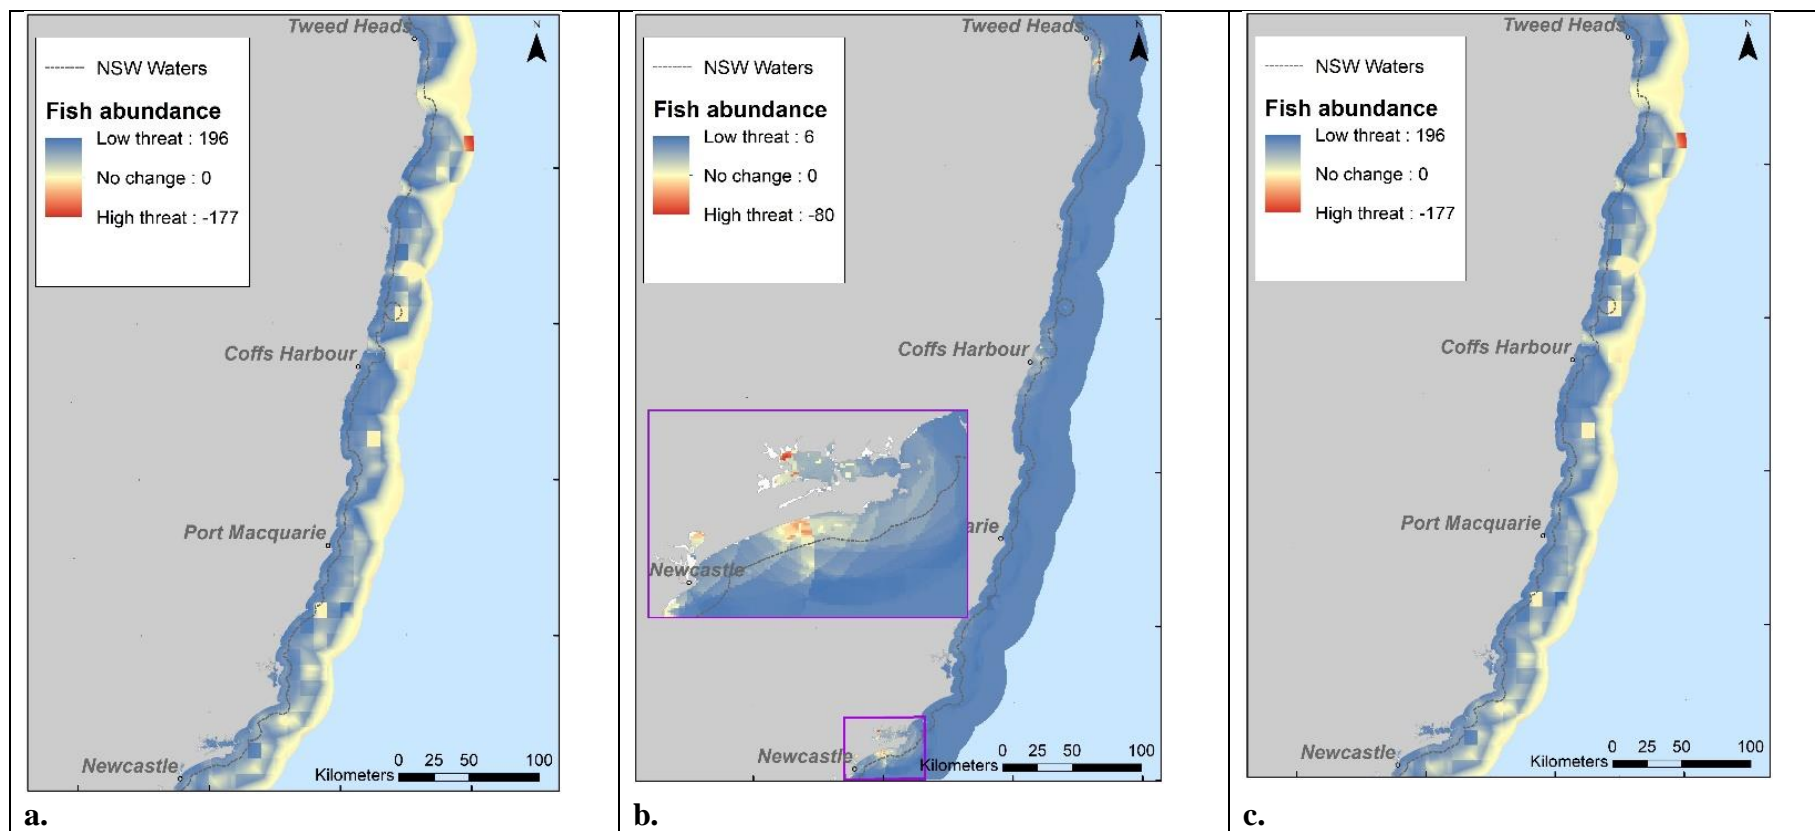 Tweed Heads
N
NSW Waters
Fish abundance
Low threat : 196
No change : 0
High threat : -177
Coffs Harbour
Port Macquarie
Newcastle
0 25 50 100
Kilometers
a.
Tweed Heads
N
NSW Waters
Fish abundance
Low threat : 6
No change : 0
High threat : -80
Coffs Harbour
arie
Newcastle
Newcastle
0 25 50 100
Kilometers
b.
Tweed Heads
N
NSW Waters
Fish abundance
Low threat : 196
No change : 0
High threat : -177
Coffs Harbour
Port Macquarie
Newcastle
0 25 50 100
Kilometers
c.